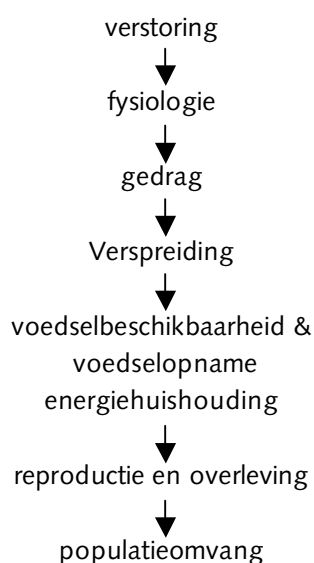 verstoring
fysiologie
gedrag
Verspreiding
voedselbeschikbaarheid &
voedselopname
energiehuishouding
reproductie en overleving
populatieomvang